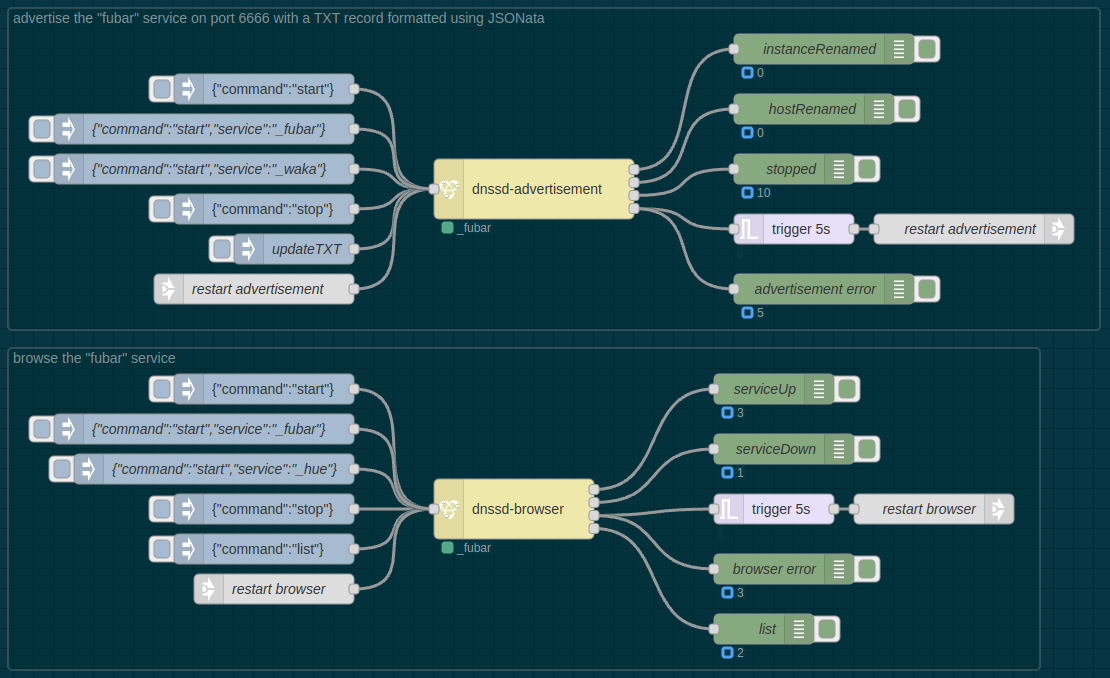 advertise the "fubar" service on port 6666 with a TXT record formatted using JSONata
{"command":"start"}
{"command":"start","service":"_fubar"}
{"command":"start","service":"_waka"}
{"command":"stop"}
updateTXT
restart advertisement
dnssd-advertisement
_fubar
instanceRenamed
0
hostRenamed
0
stopped
10
trigger 5s
restart advertisement
advertisement error
5
browse the "fubar" service
{"command":"start"}
{"command":"start","service":"_fubar"}
{"command":"start","service":"_hue"}
{"command":"stop"}
{"command":"list"}
restart browser
dnssd-browser
_fubar
serviceUp
3
serviceDown
1
trigger 5s
restart browser
browser error
3
list
2